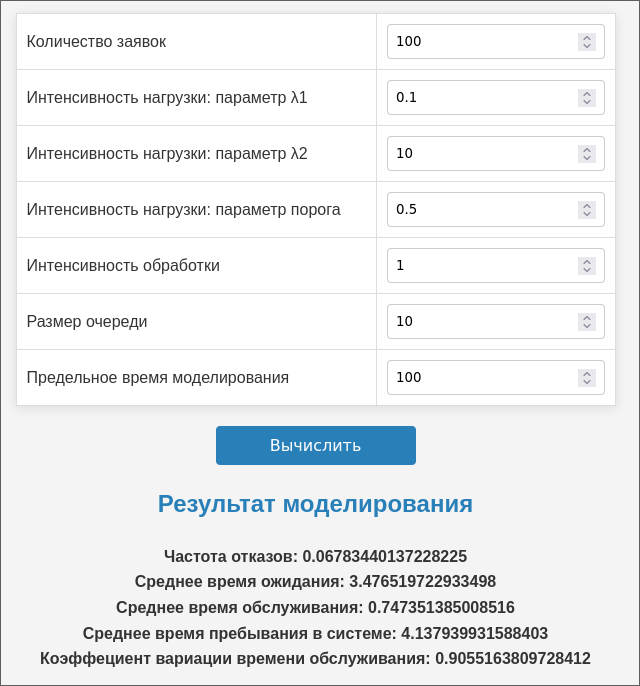 Количество заявок 100
Интенсивность нагрузки: параметр λ1 0.1
Интенсивность нагрузки: параметр λ2 10
Интенсивность нагрузки: параметр порога 0.5
Интенсивность обработки 1
Размер очереди 10
Предельное время моделирования 100
Вычислить
Результат моделирования
Частота отказов: 0.06783440137228225
Среднее время ожидания: 3.476519722933498
Среднее время обслуживания: 0.747351385008516
Среднее время пребывания в системе: 4.137939931588403
Коэффециент вариации времени обслуживания: 0.9055163809728412